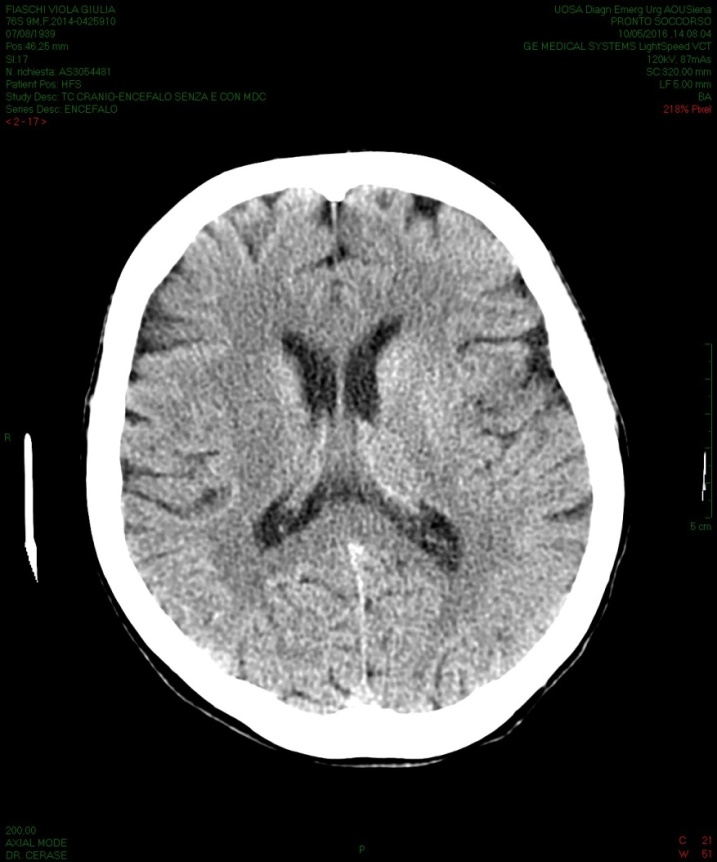 FIASCHI VIOLA GIULIA
76S 9M,F,2014-0425910
07/08/1939
Pos:46,25 mm
Sl:17
N. richiesta: AS3054481
Patient Pos: HFS
Study Desc: TC CRANIO-ENCEFALO SENZA E CON MDC
Series Desc: ENCEFALO
< 2 - 17 >
UOSA Diagn Emerg Urg AOUSiena
PRONTO SOCCORSO
10/05/2016 ,14.08.04
GE MEDICAL SYSTEMS LightSpeed VCT
120kV, 87mAs
SC:320,00 mm
LF 5,00 mm
BA
218% Pixel
R
5 cm
200,00
AXIAL MODE
DR. CERASE
P
C 21
W 51